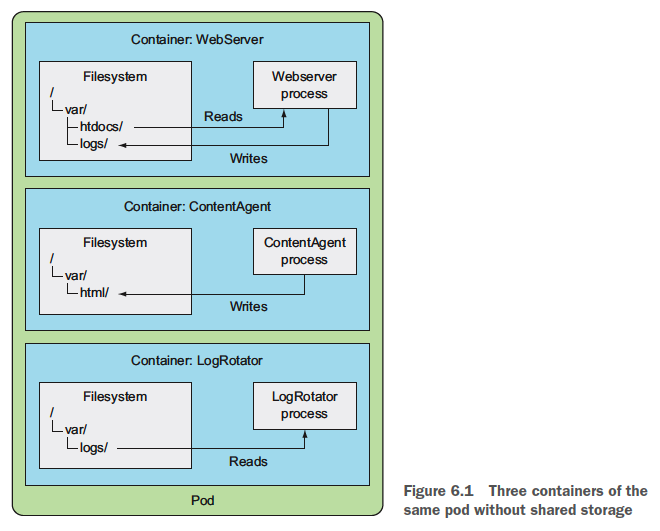 Container: WebServer
Filesystem
/
var/
htdocs/
logs/
Webserver
process
Reads
Writes
Container: ContentAgent
Filesystem
/
var/
html/
ContentAgent
process
Writes
Container: LogRotator
Filesystem
/
var/
logs/
LogRotator
process
Reads
Pod
Figure 6.1 Three containers of the
same pod without shared storage